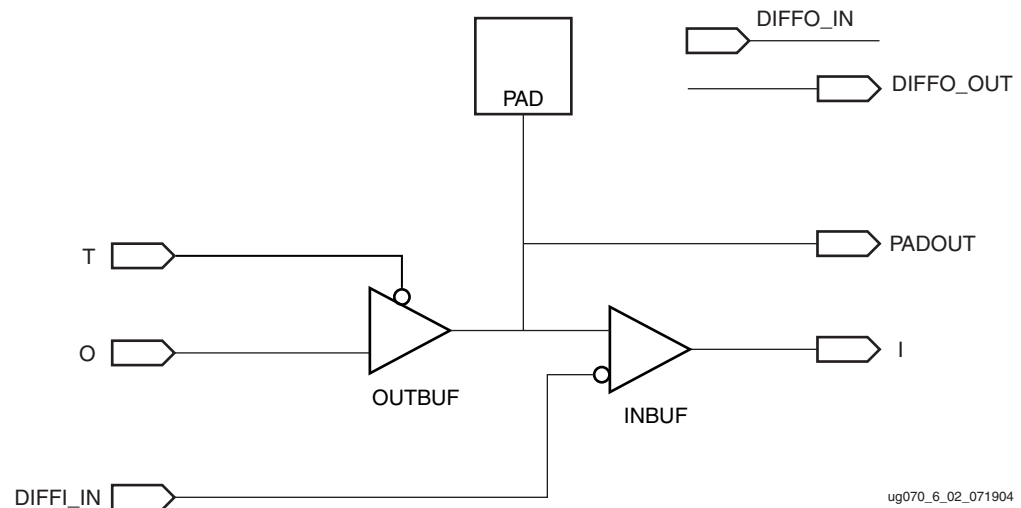 DIFFO_IN
DIFFO_OUT
PAD
T
PADOUT
O
I
OUTBUF
INBUF
DIFFI_IN
ug070_6_02_071904